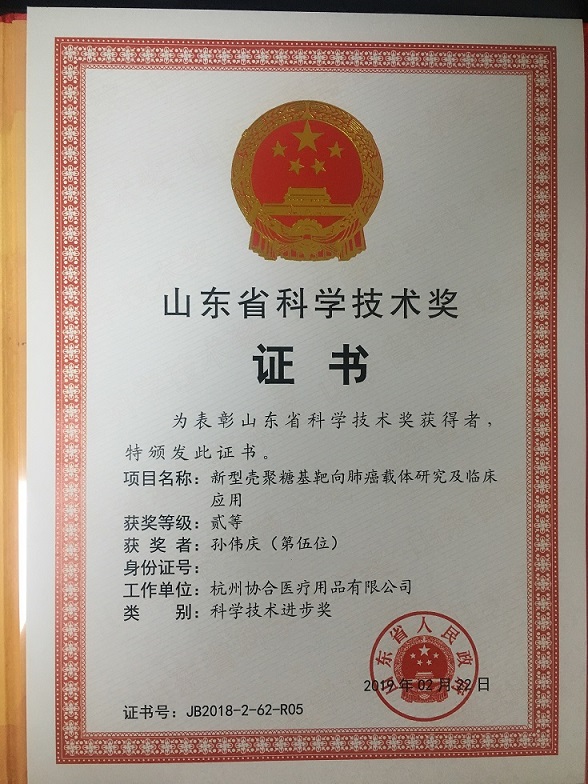 山东省科学技术奖
证书
为表彰山东省科学技术奖获得者，
特颁发此证书。
项目名称：新型壳聚糖基靶向肺癌载体研究及临床
应用
获奖等级：贰等
获奖者：孙伟庆（第伍位）
身份证号：
工作单位：杭州协合医疗用品有限公司
类别：科学技术进步奖
山东省人民政府
2019年02月22日
证书号：JB2018-2-62-R05